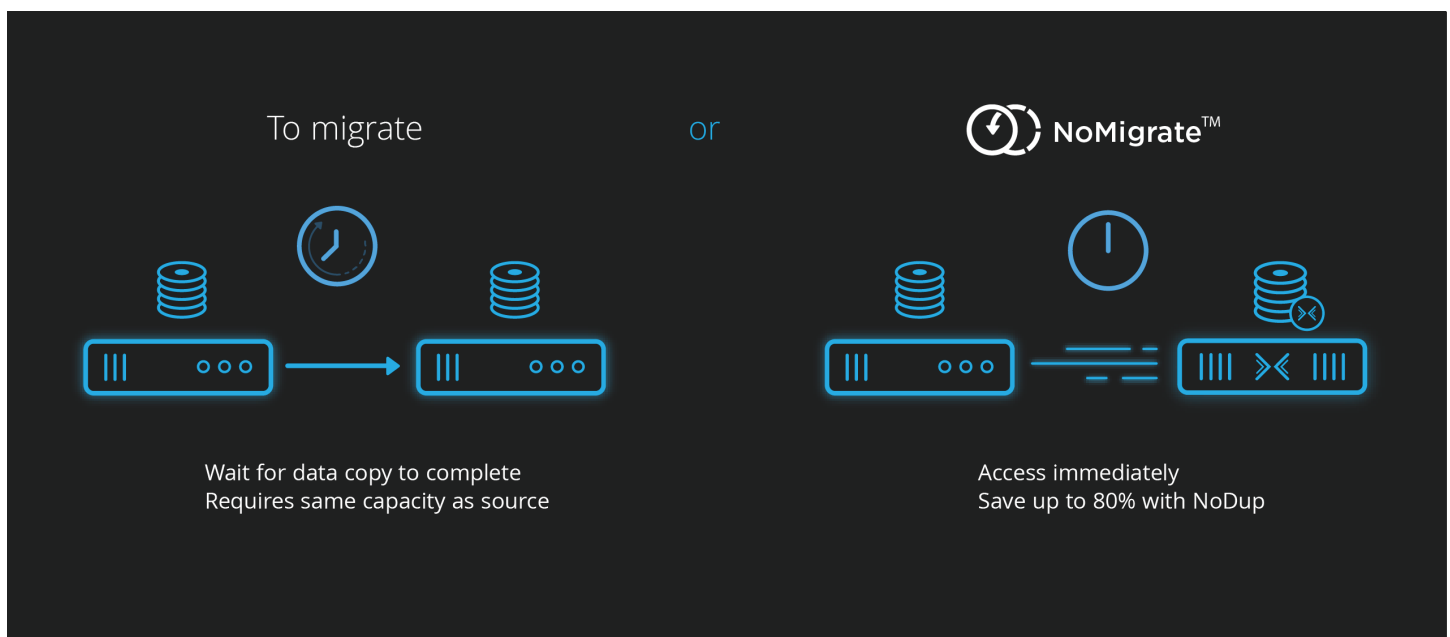 To migrate
or
NoMigrate™
Wait for data copy to complete
Requires same capacity as source
Access immediately
Save up to 80% with NoDup